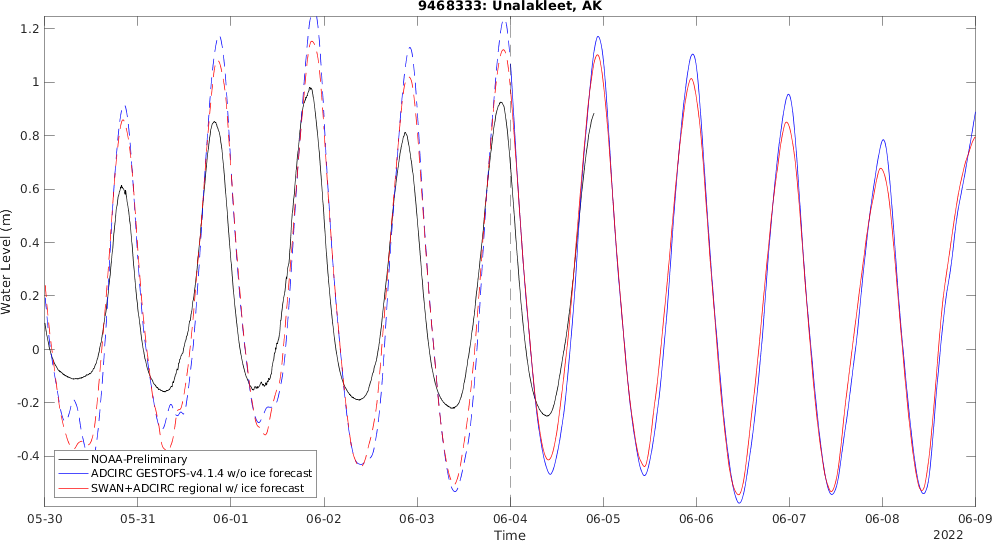 9468333: Unalakleet, AK
1.2
1
0.8
0.6
0.4
0.2
0
-0.2
-0.4
Water Level (m)
NOAA-Preliminary
ADCIRC GESTOFS-v4.1.4 w/o ice forecast
SWAN+ADCIRC regional w/ ice forecast
05-30 05-31 06-01 06-02 06-03 06-04 06-05 06-06 06-07 06-08 06-09
Time
2022